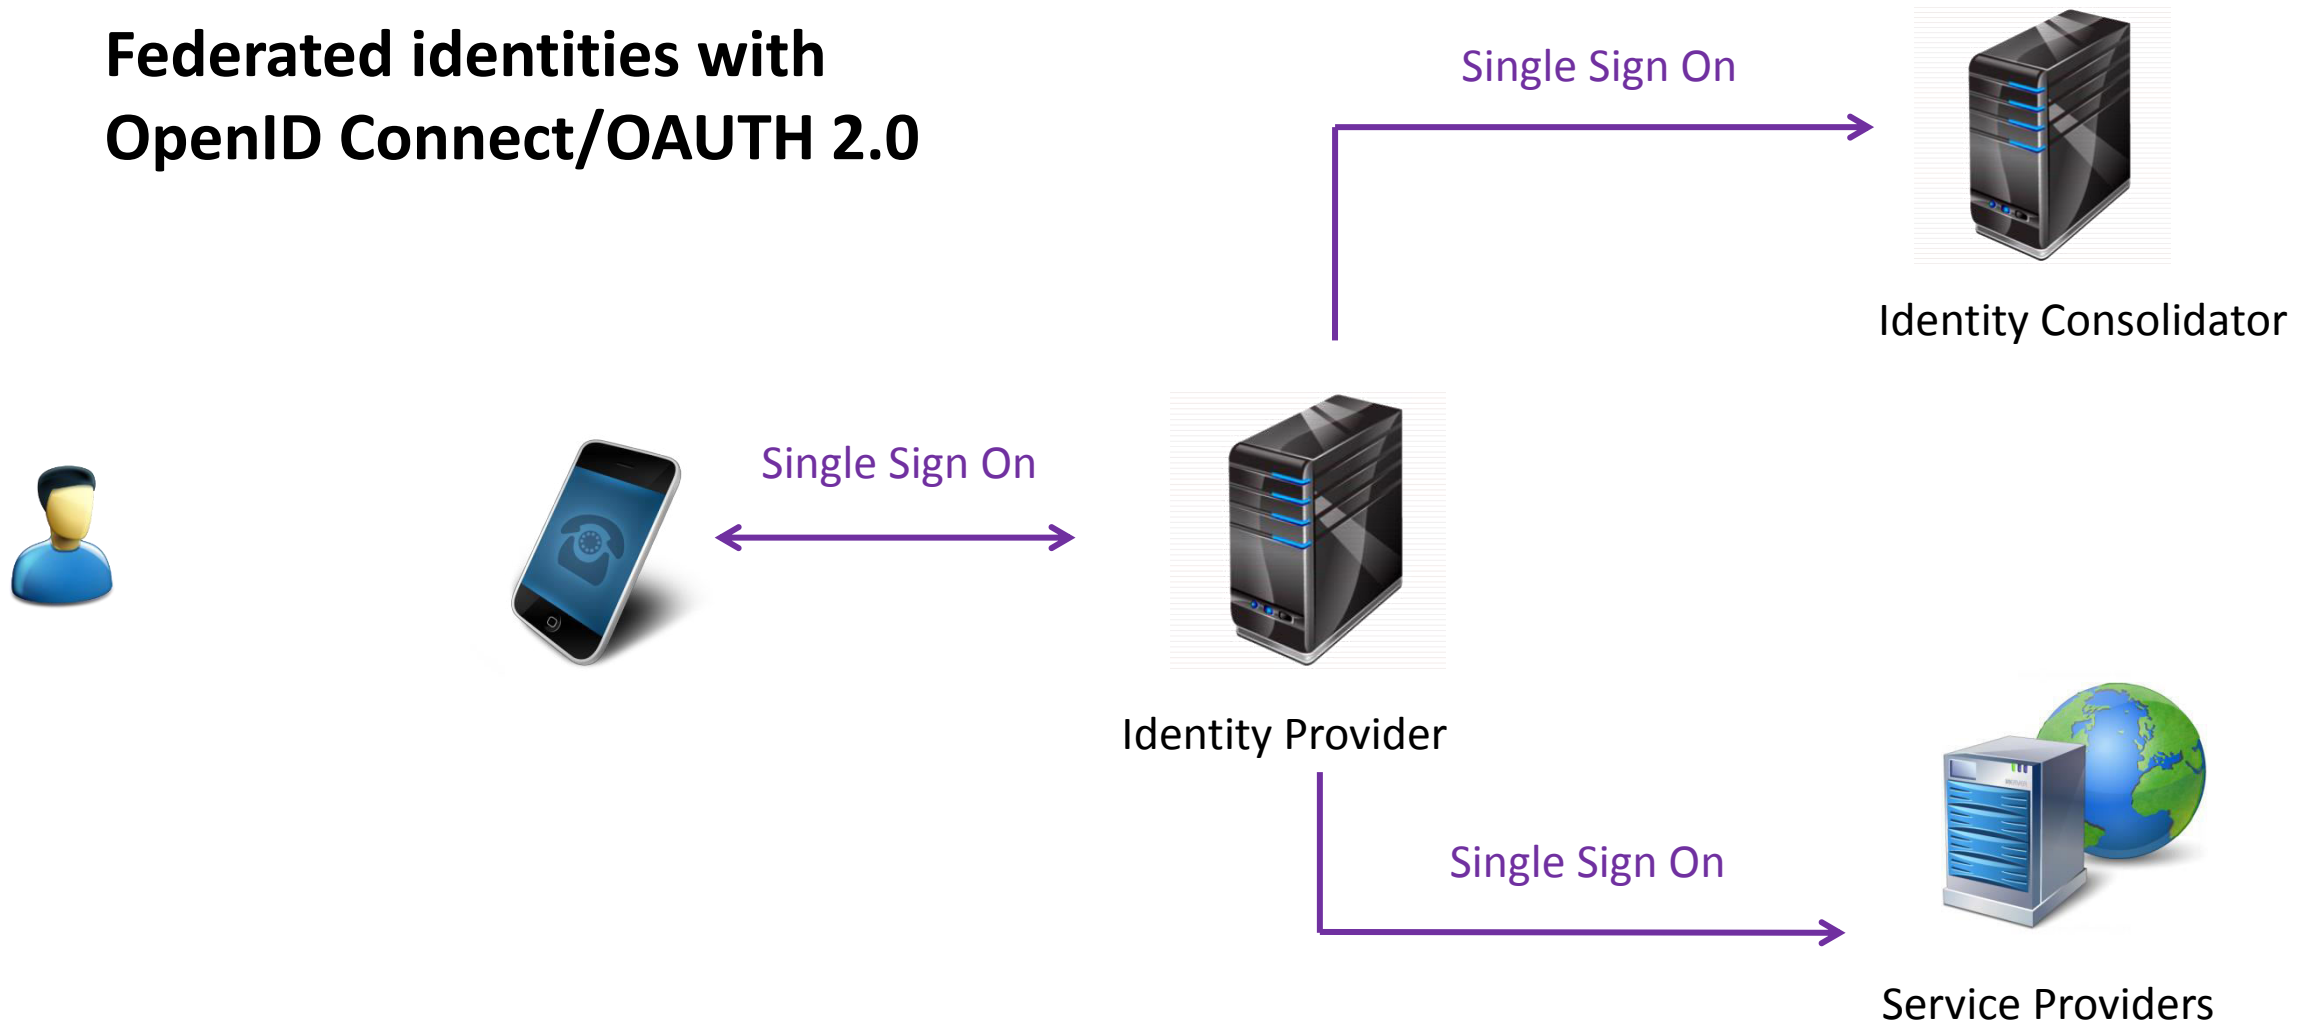 Federated identities with
OpenID Connect/OAUTH 2.0
Single Sign On
Identity Consolidator
Single Sign On
Identity Provider
Single Sign On
Service Providers